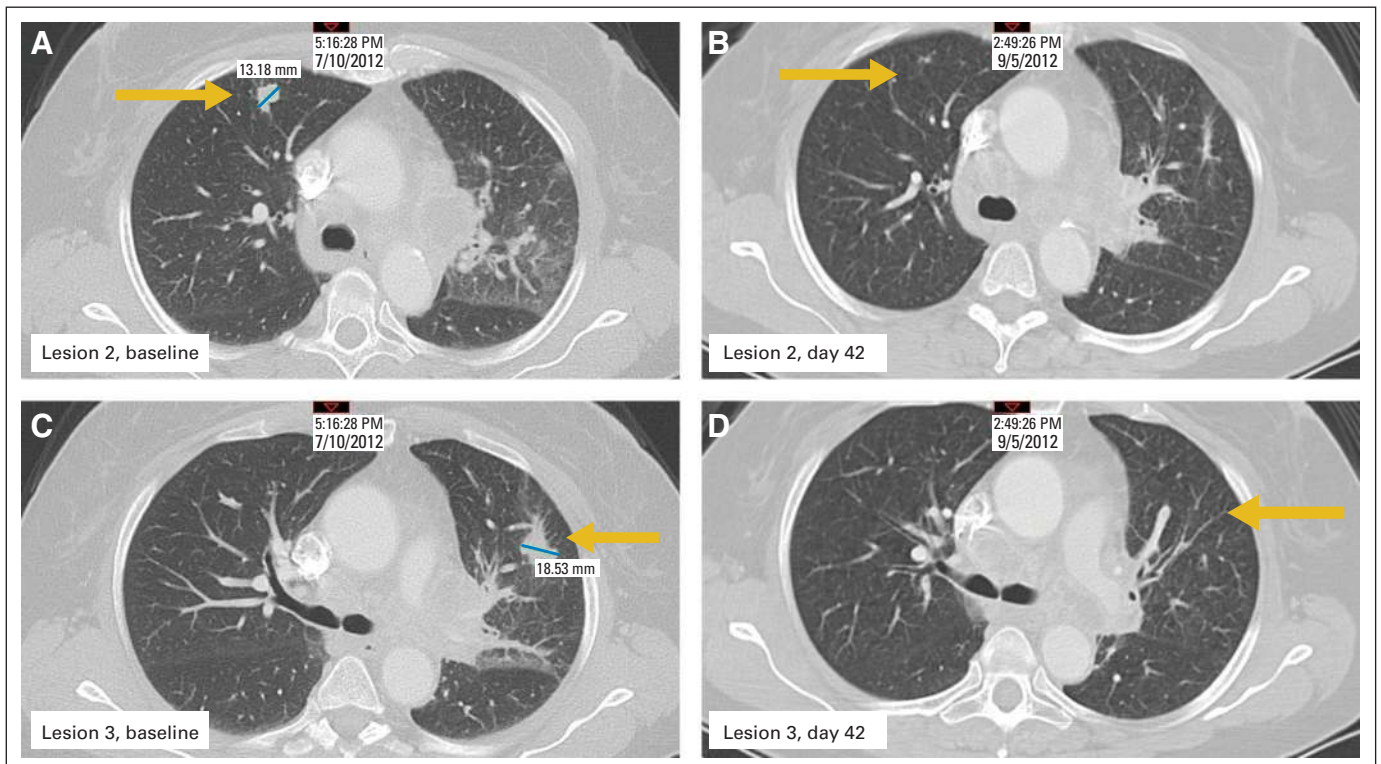 A
5:16:28 PM
7/10/2012
13.18 mm
Lesion 2, baseline
B
2:49:26 PM
9/5/2012
Lesion 2, day 42
C
5:16:28 PM
7/10/2012
18.53 mm
Lesion 3, baseline
D
2:49:26 PM
9/5/2012
Lesion 3, day 42